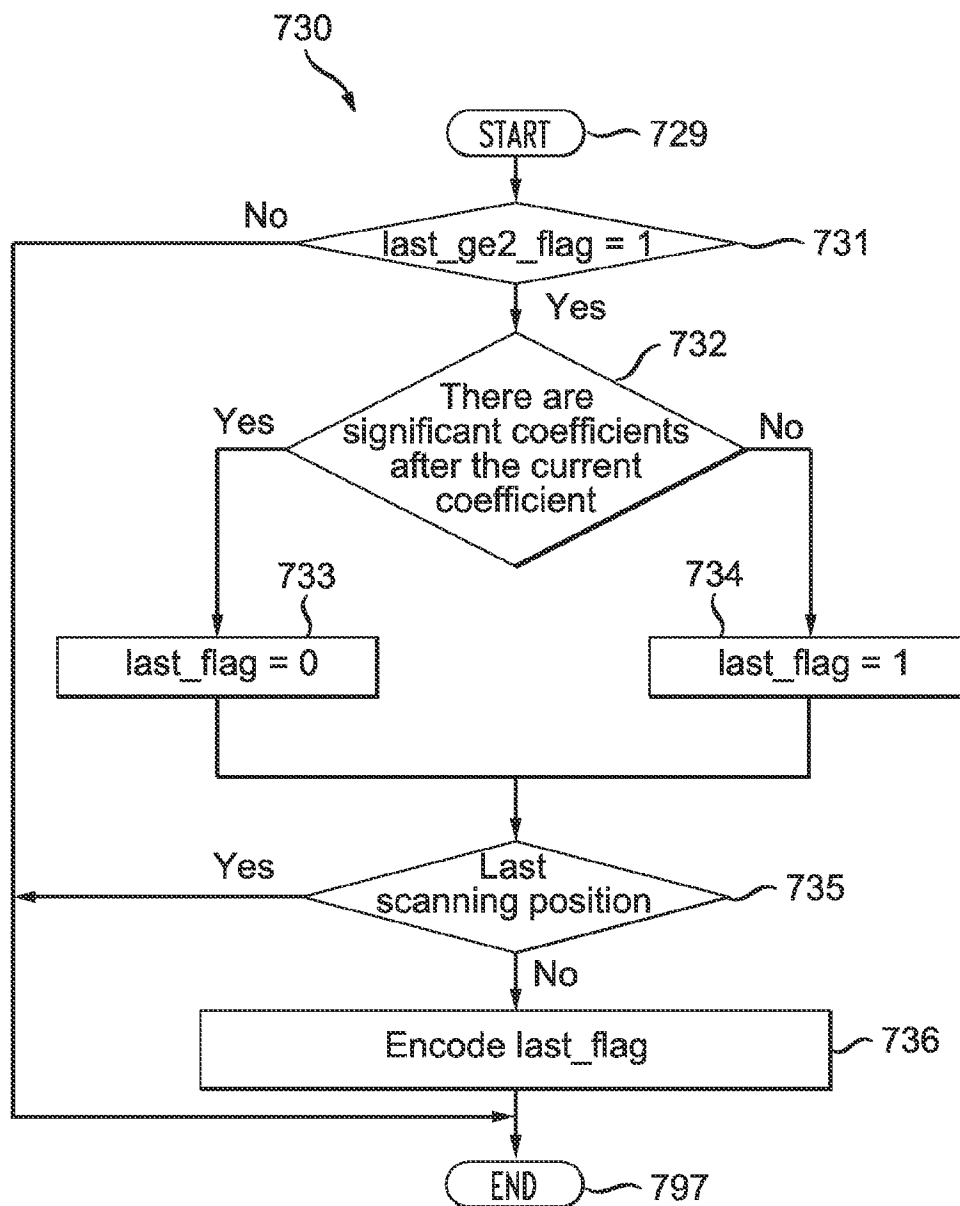 730
START
729
No
last_ge2_flag = 1
731
Yes
732
There are
significant coefficients
after the current
coefficient
Yes
No
733
last_flag = 0
734
last_flag = 1
Yes
Last
scanning position
735
No
Encode last_flag
736
END
797